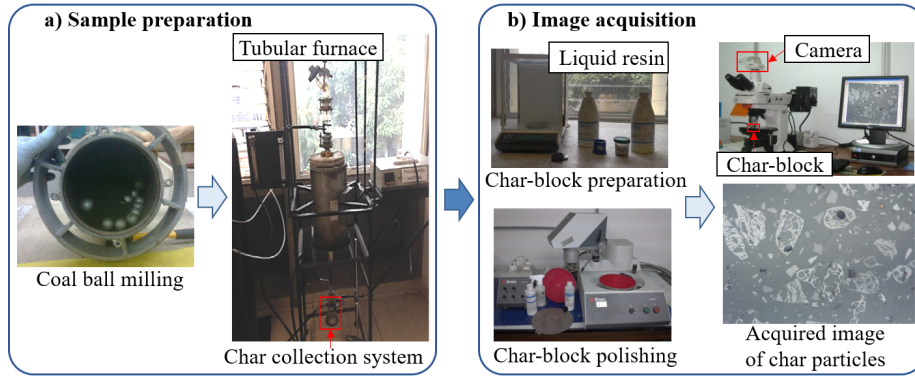 a) Sample preparation
Tubular furnace
Coal ball milling
Char collection system
b) Image acquisition
Liquid resin
Char-block preparation
Char-block polishing
Camera
Char-block
Acquired image
of char particles